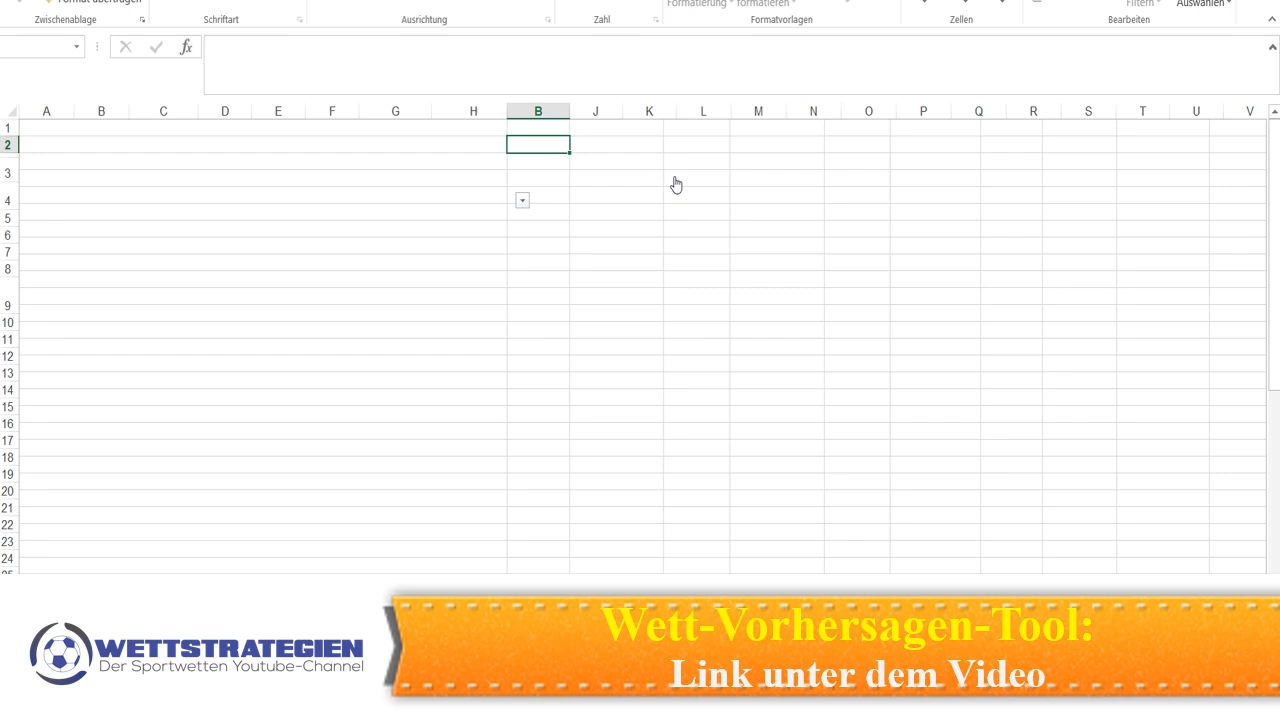 Format übertragen
Formatierung formatieren
Filtern Auswählen
Zwischenablage Schriftart Ausrichtung Zahl Formatvorlagen Zellen Bearbeiten
fx
A B C D E F G H B J K L M N O P Q R S T U V
1
2
3
4
5
6
7
8
9
10
11
12
13
14
15
16
17
18
19
20
21
22
23
24
25
WETTSTRATEGIEN
Der Sportwetten Youtube-Channel
Wett-Vorhersagen-Tool:
Link unter dem Video